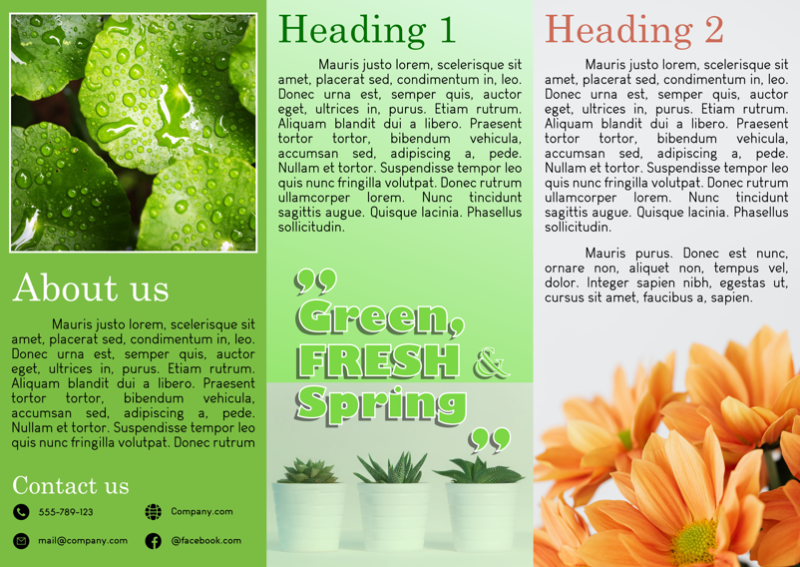 About us
Mauris justo lorem, scelerisque sit
amet, placerat sed, condimentum in, leo.
Donec urna est, semper quis, auctor
eget, ultrices in, purus. Etiam rutrum.
Aliquam blandit dui a libero. Praesent
tortor tortor, bibendum vehicula,
accumsan sed, adipiscing a, pede.
Nullam et tortor. Suspendisse tempor leo
quis nunc fringilla volutpat. Donec rutrum
Contact us
555-789-123
Company.com
mail@company.com
@facebook.com
Heading 1
Mauris justo lorem, scelerisque sit
amet, placerat sed, condimentum in, leo.
Donec urna est, semper quis, auctor
eget, ultrices in, purus. Etiam rutrum.
Aliquam blandit dui a libero. Praesent
tortor tortor, bibendum vehicula,
accumsan sed, adipiscing a, pede.
Nullam et tortor. Suspendisse tempor leo
quis nunc fringilla volutpat. Donec rutrum
ullamcorper lorem. Nunc tincidunt
sagittis augue. Quisque lacinia. Phasellus
sollicitudin.
”
Green,
FRESH &
Spring
”
Heading 2
Mauris justo lorem, scelerisque sit
amet, placerat sed, condimentum in, leo.
Donec urna est, semper quis, auctor
eget, ultrices in, purus. Etiam rutrum.
Aliquam blandit dui a libero. Praesent
tortor tortor, bibendum vehicula,
accumsan sed, adipiscing a, pede.
Nullam et tortor. Suspendisse tempor leo
quis nunc fringilla volutpat. Donec rutrum
ullamcorper lorem. Nunc tincidunt
sagittis augue. Quisque lacinia. Phasellus
sollicitudin.
Mauris purus. Donec est nunc,
ornare non, aliquet non, tempus vel,
dolor. Integer sapien nibh, egestas ut,
cursus sit amet, faucibus a, sapien.